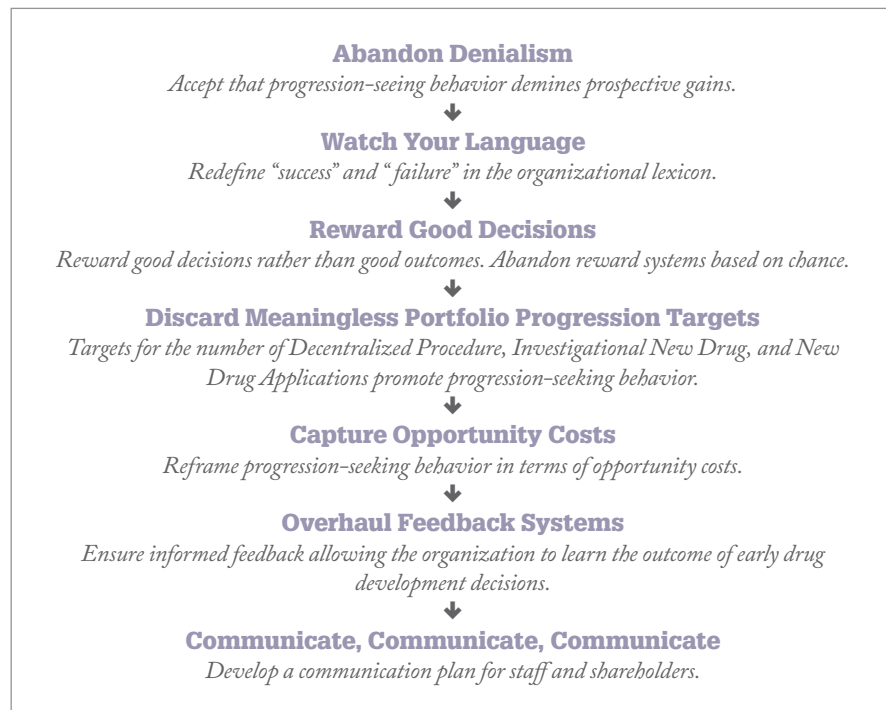 Abandon Denialism
Accept that progression-seeing behavior demines prospective gains.
Watch Your Language
Redefine “success” and “failure” in the organizational lexicon.
Reward Good Decisions
Reward good decisions rather than good outcomes. Abandon reward systems based on chance.
Discard Meaningless Portfolio Progression Targets
Targets for the number of Decentralized Procedure, Investigational New Drug, and New
Drug Applications promote progression-seeking behavior.
Capture Opportunity Costs
Reframe progression-seeking behavior in terms of opportunity costs.
Overhaul Feedback Systems
Ensure informed feedback allowing the organization to learn the outcome of early drug
development decisions.
Communicate, Communicate, Communicate
Develop a communication plan for staff and shareholders.